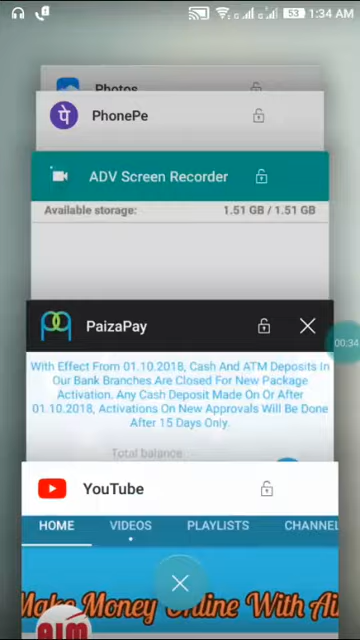 53 1:34 AM
Photos
PhonePe
ADV Screen Recorder
Available storage: 1.51 GB / 1.51 GB
PaizaPay
00:34
With Effect From 01.10.2018, Cash And ATM Deposits In
Our Bank Branches Are Closed For New Package
Activation. Any Cash Deposit Made On Or After
01.10.2018, Activations On New Approvals Will Be Done
After 15 Days Only.
Total balance
YouTube
HOME VIDEOS PLAYLISTS CHANNEL
Make Money Online With Ai
AIM